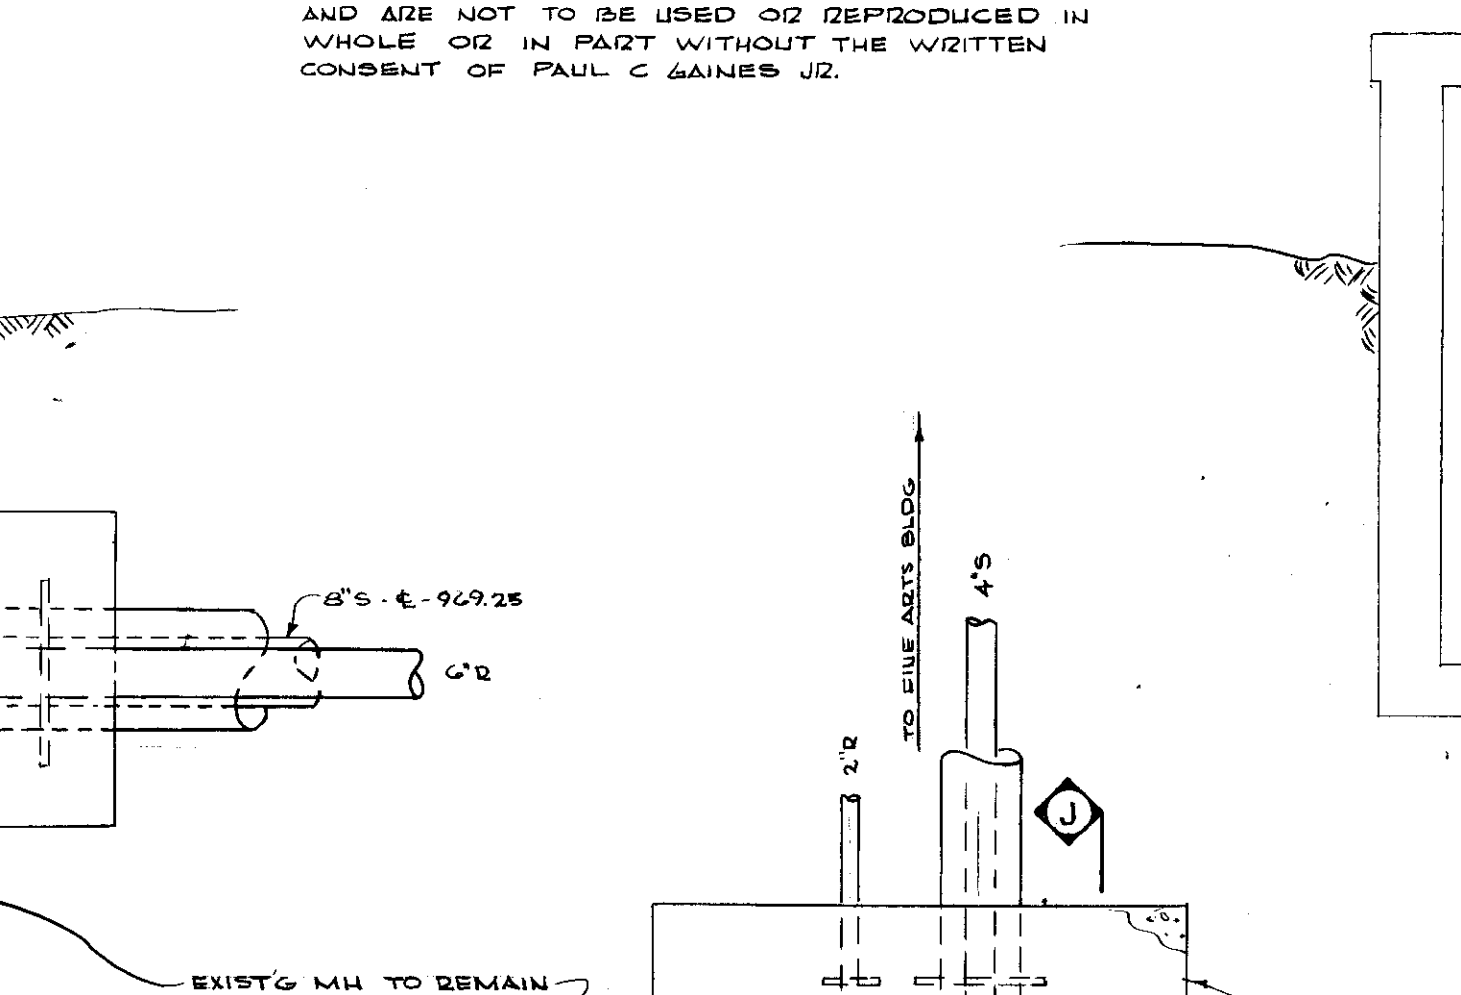 AND ARE NOT TO BE USED OR REPRODUCED IN
WHOLE OR IN PART WITHOUT THE WRITTEN
CONSENT OF PAUL C GAINES JR.
TO FINE ARTS BLDG
4"S
8"S - ℄ - 969.25
6"R
2"R
J
EXIST'G MH TO REMAIN